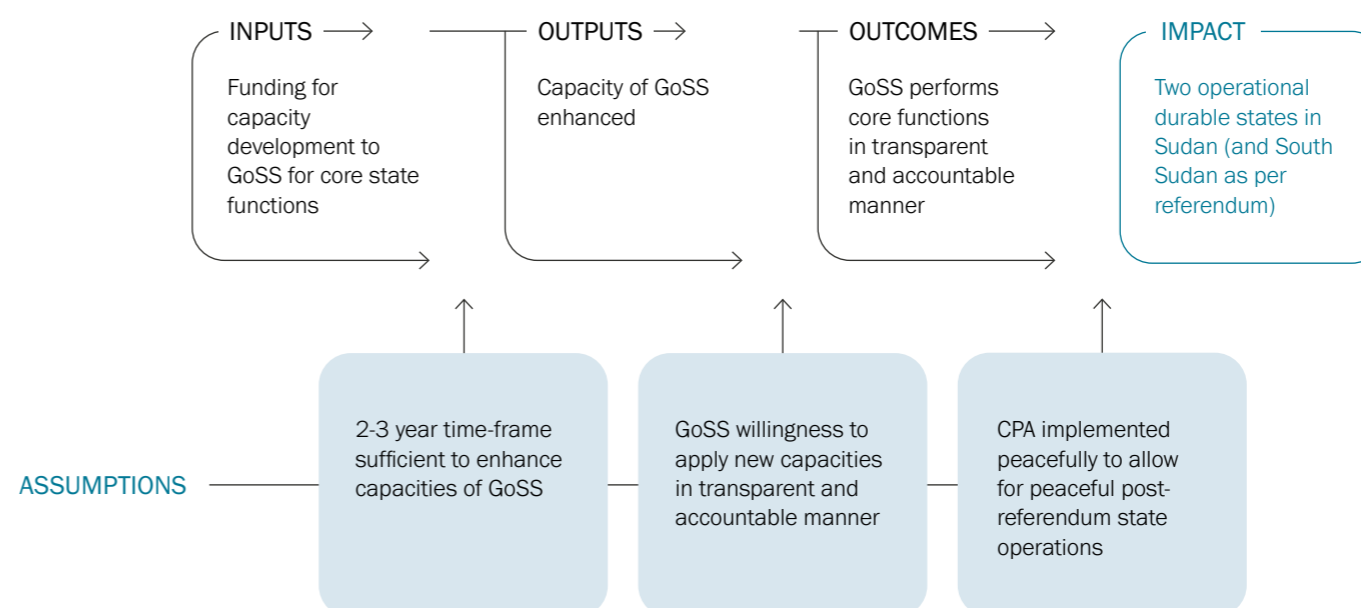 INPUTS
Funding for
capacity
development to
GoSS for core state
functions
OUTPUTS
Capacity of GoSS
enhanced
OUTCOMES
GoSS performs
core functions
in transparent
and accountable
manner
IMPACT
Two operational
durable states in
Sudan (and South
Sudan as per
referendum)
ASSUMPTIONS
2-3 year time-frame
sufficient to enhance
capacities of GoSS
GoSS willingness to
apply new capacities
in transparent and
accountable manner
CPA implemented
peacefully to allow
for peaceful post-
referendum state
operations